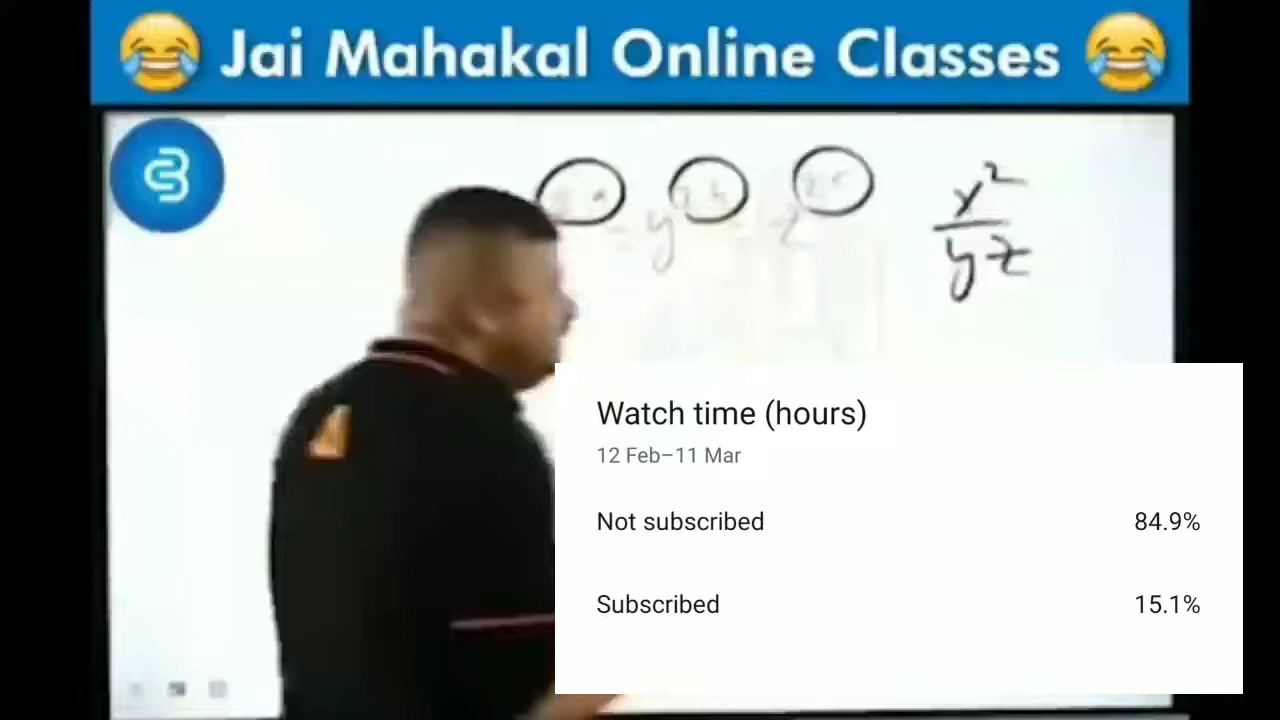 😂 Jai Mahakal Online Classes 😂
= y = z
x²
yz
Watch time (hours)
12 Feb–11 Mar
Not subscribed 84.9%
Subscribed 15.1%